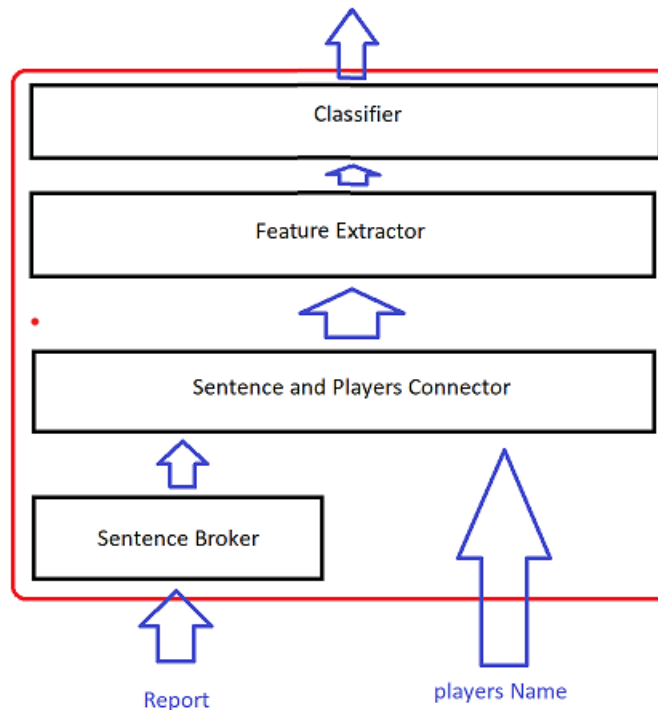 Classifier
Feature Extractor
Sentence and Players Connector
Sentence Broker
Report
players Name